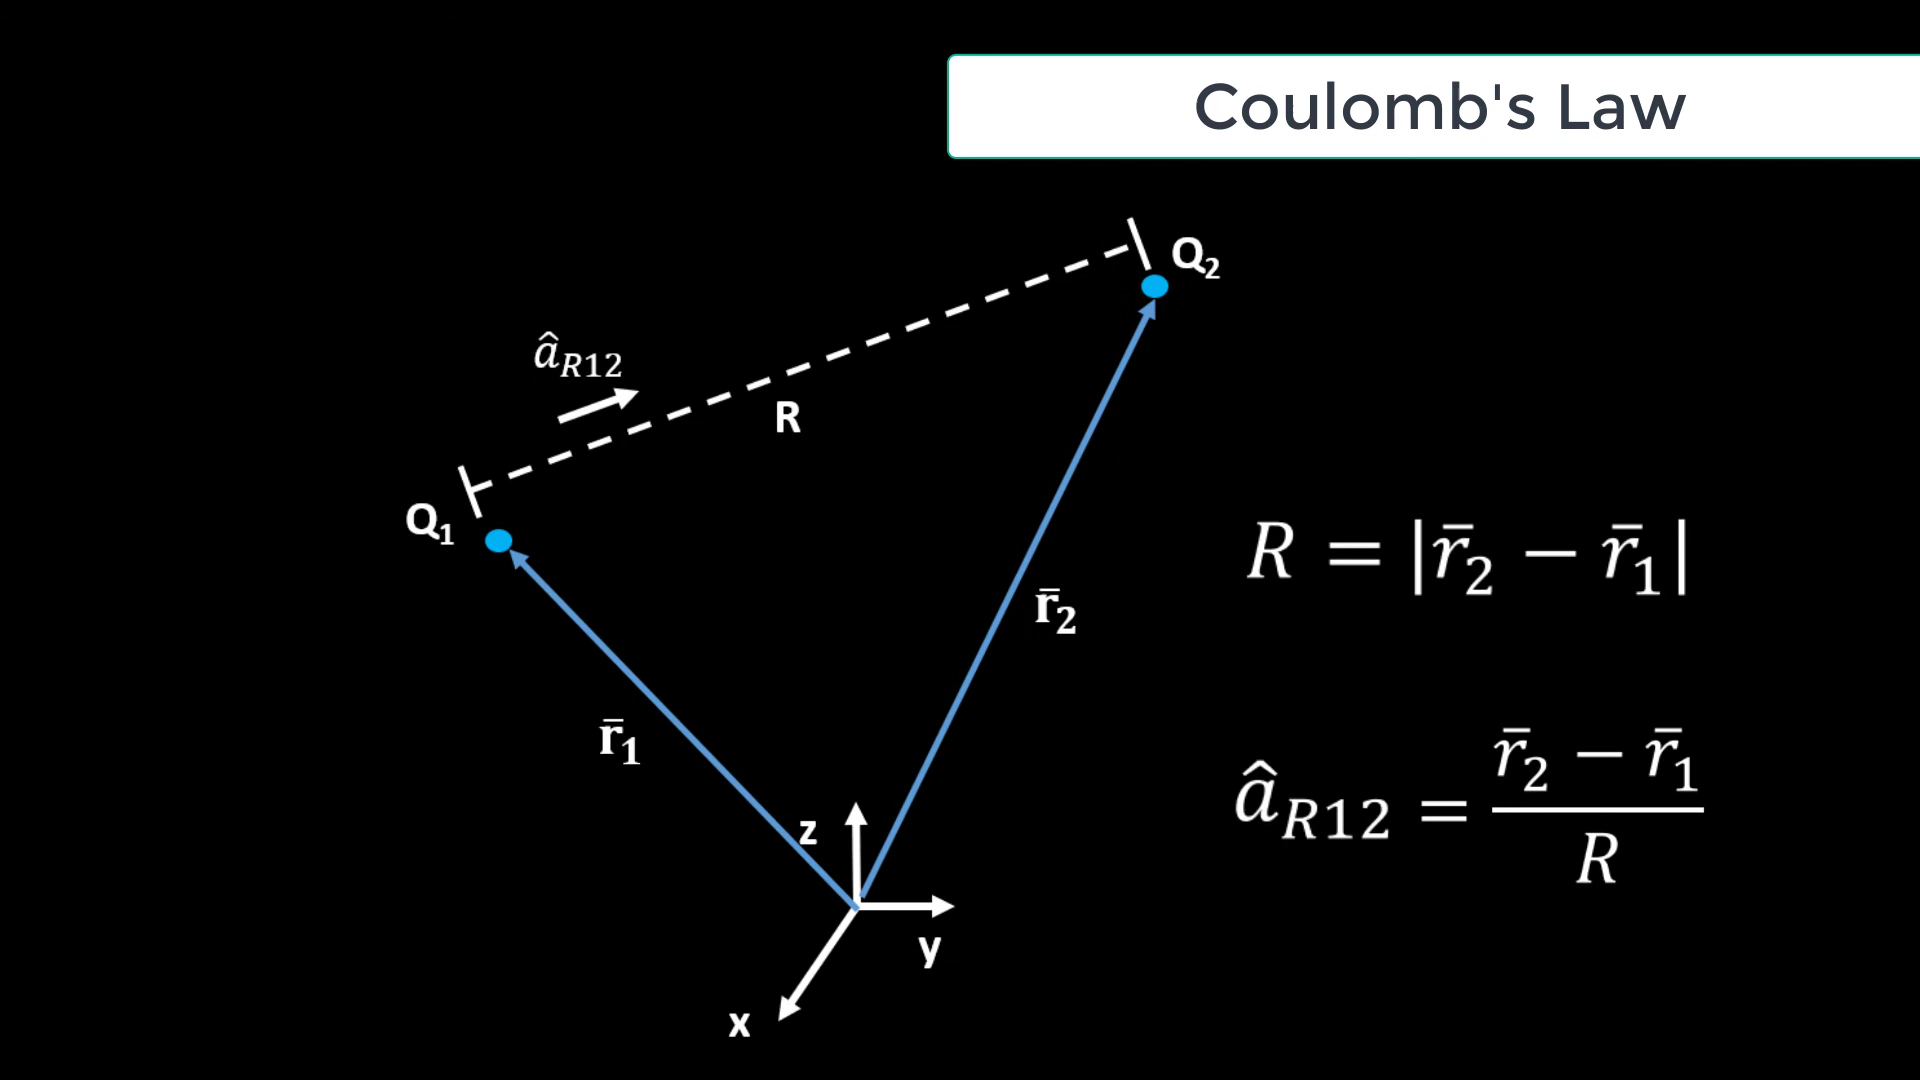 Coulomb's Law
Q₂
â_R12
R
Q₁
R = |r̄₂ − r̄₁|
r̄₂
r̄₁
â_R12 = (r̄₂ − r̄₁)/R
z
y
x